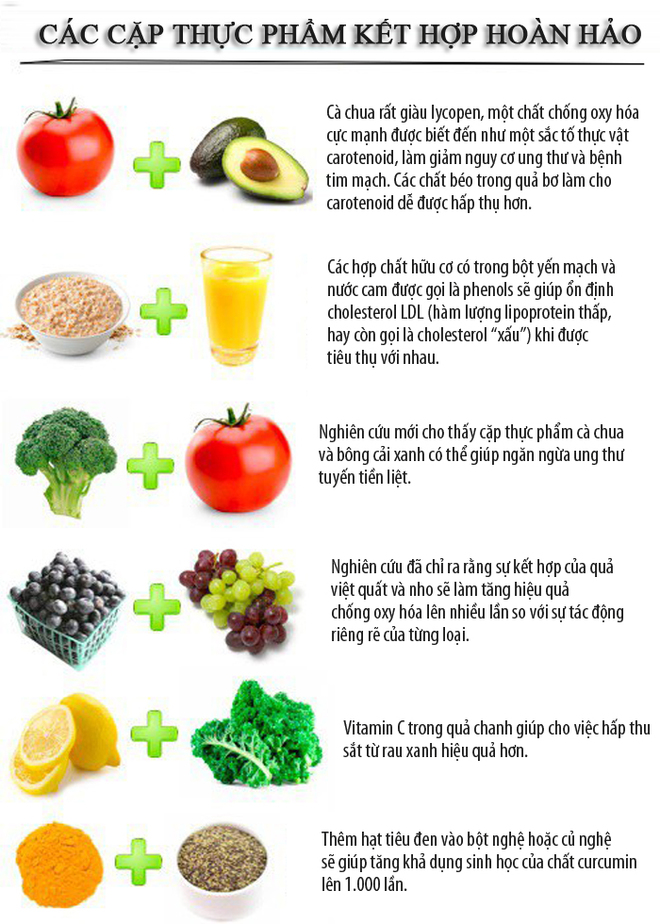 CÁC CẶP THỰC PHẨM KẾT HỢP HOÀN HẢO
Cà chua rất giàu lycopen, một chất chống oxy hóa
cực mạnh được biết đến như một sắc tố thực vật
carotenoid, làm giảm nguy cơ ung thư và bệnh
tim mạch. Các chất béo trong quả bơ làm cho
carotenoid dễ được hấp thụ hơn.
Các hợp chất hữu cơ có trong bột yến mạch và
nước cam được gọi là phenols sẽ giúp ổn định
cholesterol LDL (hàm lượng lipoprotein thấp,
hay còn gọi là cholesterol “xấu”) khi được
tiêu thụ với nhau.
Nghiên cứu mới cho thấy cặp thực phẩm cà chua
và bông cải xanh có thể giúp ngăn ngừa ung thư
tuyến tiền liệt.
Nghiên cứu đã chỉ ra rằng sự kết hợp của quả
việt quất và nho sẽ làm tăng hiệu quả
chống oxy hóa lên nhiều lần so với sự tác động
riêng rẽ của từng loại.
Vitamin C trong quả chanh giúp cho việc hấp thu
sắt từ rau xanh hiệu quả hơn.
Thêm hạt tiêu đen vào bột nghệ hoặc củ nghệ
sẽ giúp tăng khả dụng sinh học của chất curcumin
lên 1.000 lần.